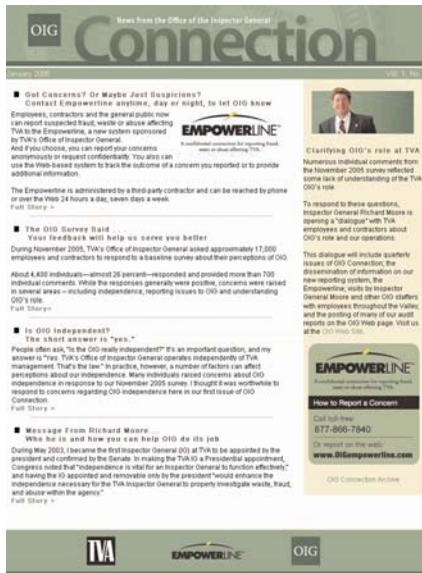 News from the Office of the Inspector General
OIG
Connection
January 2006
Vol. 1, No.
Got Concerns? Or Maybe Just Suspicions?
Contact Empowerline anytime, day or night, to let OIG know
Employees, contractors and the general public now
can report suspected fraud, waste or abuse affecting
TVA to the Empowerline, a new system sponsored
by TVA's Office of Inspector General.
And if you choose, you can report your concerns
anonymously or request confidentiality. You also can
use the Web-based system to track the outcome of a concern you reported or to provide
additional information.
EMPOWERLINE
A confidential connection for reporting fraud,
waste or abuse affecting TVA.
The Empowerline is administered by a third-party contractor and can be reached by phone
or over the Web 24 hours a day, seven days a week.
Full Story >
The OIG Survey Said . . .
Your feedback will help us serve you better
During November 2005, TVA's Office of Inspector General asked approximately 17,000
employees and contractors to respond to a baseline survey about their perceptions of OIG.
About 4,400 individuals—almost 26 percent—responded and provided more than 700
individual comments. While the responses generally were positive, concerns were raised
in several areas – including independence, reporting issues to OIG and understanding
OIG's role.
Full Story>
Is OIG Independent?
The short answer is "yes."
People often ask, "Is the OIG really independent?" It's an important question, and my
answer is "Yes. TVA's Office of Inspector General operates independently of TVA
management. That's the law." In practice, however, a number of factors can affect
perceptions about our independence. Many individuals raised concerns about OIG
independence in response to our November 2005 survey. I thought it was worthwhile to
respond to concerns regarding OIG independence here in our first issue of OIG
Connection.
Full Story >
Message From Richard Moore...
Who he is and how you can help OIG do its job
During May 2003, I became the first Inspector General (IG) at TVA to be appointed by the
president and confirmed by the Senate. In making the TVA IG a Presidential appointment,
Congress noted that "independence is vital for an Inspector General to function effectively,"
and having the IG appointed and removable only by the president "would enhance the
independence necessary for the TVA Inspector General to properly investigate waste, fraud,
and abuse within the agency."
Full Story >
Clarifying OIG's role at TVA
Numerous individual comments from
the November 2005 survey reflected
some lack of understanding of the TVA
OIG's role.
To respond to these questions,
Inspector General Richard Moore is
opening a "dialogue" with TVA
employees and contractors about
OIG's role and our operations.
This dialogue will include quarterly
issues of OIG Connection; the
dissemination of information on our
new reporting system, the
Empowerline; visits by Inspector
General Moore and other OIG staffers
with employees throughout the Valley;
and the posting of many of our audit
reports on the OIG Web page. Visit us
at the OIG Web Site.
EMPOWERLINE
A confidential connection for reporting fraud,
waste or abuse affecting TVA.
How to Report a Concern
Call toll-free:
877-866-7840
Or report on the web:
www.OIGempowerline.com
OIG Connection Archive
TVA
EMPOWERLINE
OIG